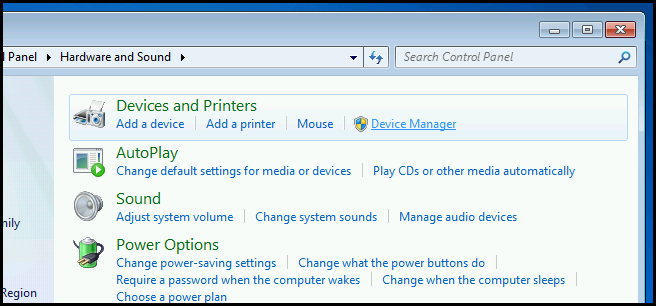 l Panel Hardware and Sound Search Control Panel
Devices and Printers
Add a device Add a printer Mouse Device Manager
AutoPlay
Change default settings for media or devices Play CDs or other media automatically
Sound
Adjust system volume Change system sounds Manage audio devices
mily
Power Options
Change power-saving settings Change what the power buttons do
Require a password when the computer wakes Change when the computer sleeps
Region
Choose a power plan